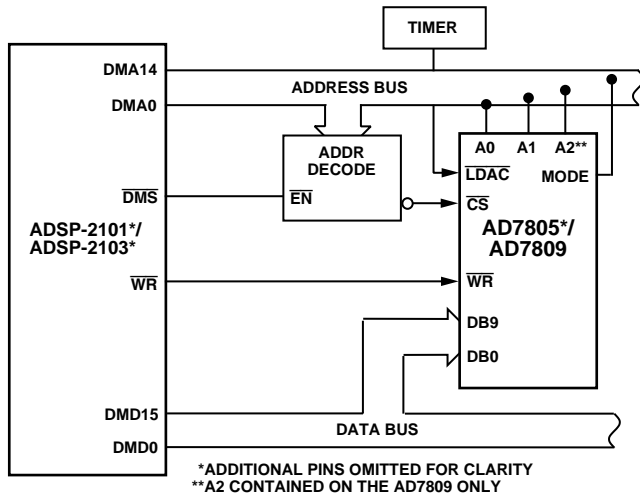 TIMER
DMA14
ADDRESS BUS
DMA0
ADDR
DECODE
EN
A0 A1 A2**
MODE
LDAC
CS
DMS
ADSP-2101*/
ADSP-2103*
AD7805*/
AD7809
WR
WR
DB9
DB0
DMD15
DATA BUS
DMD0
*ADDITIONAL PINS OMITTED FOR CLARITY
**A2 CONTAINED ON THE AD7809 ONLY